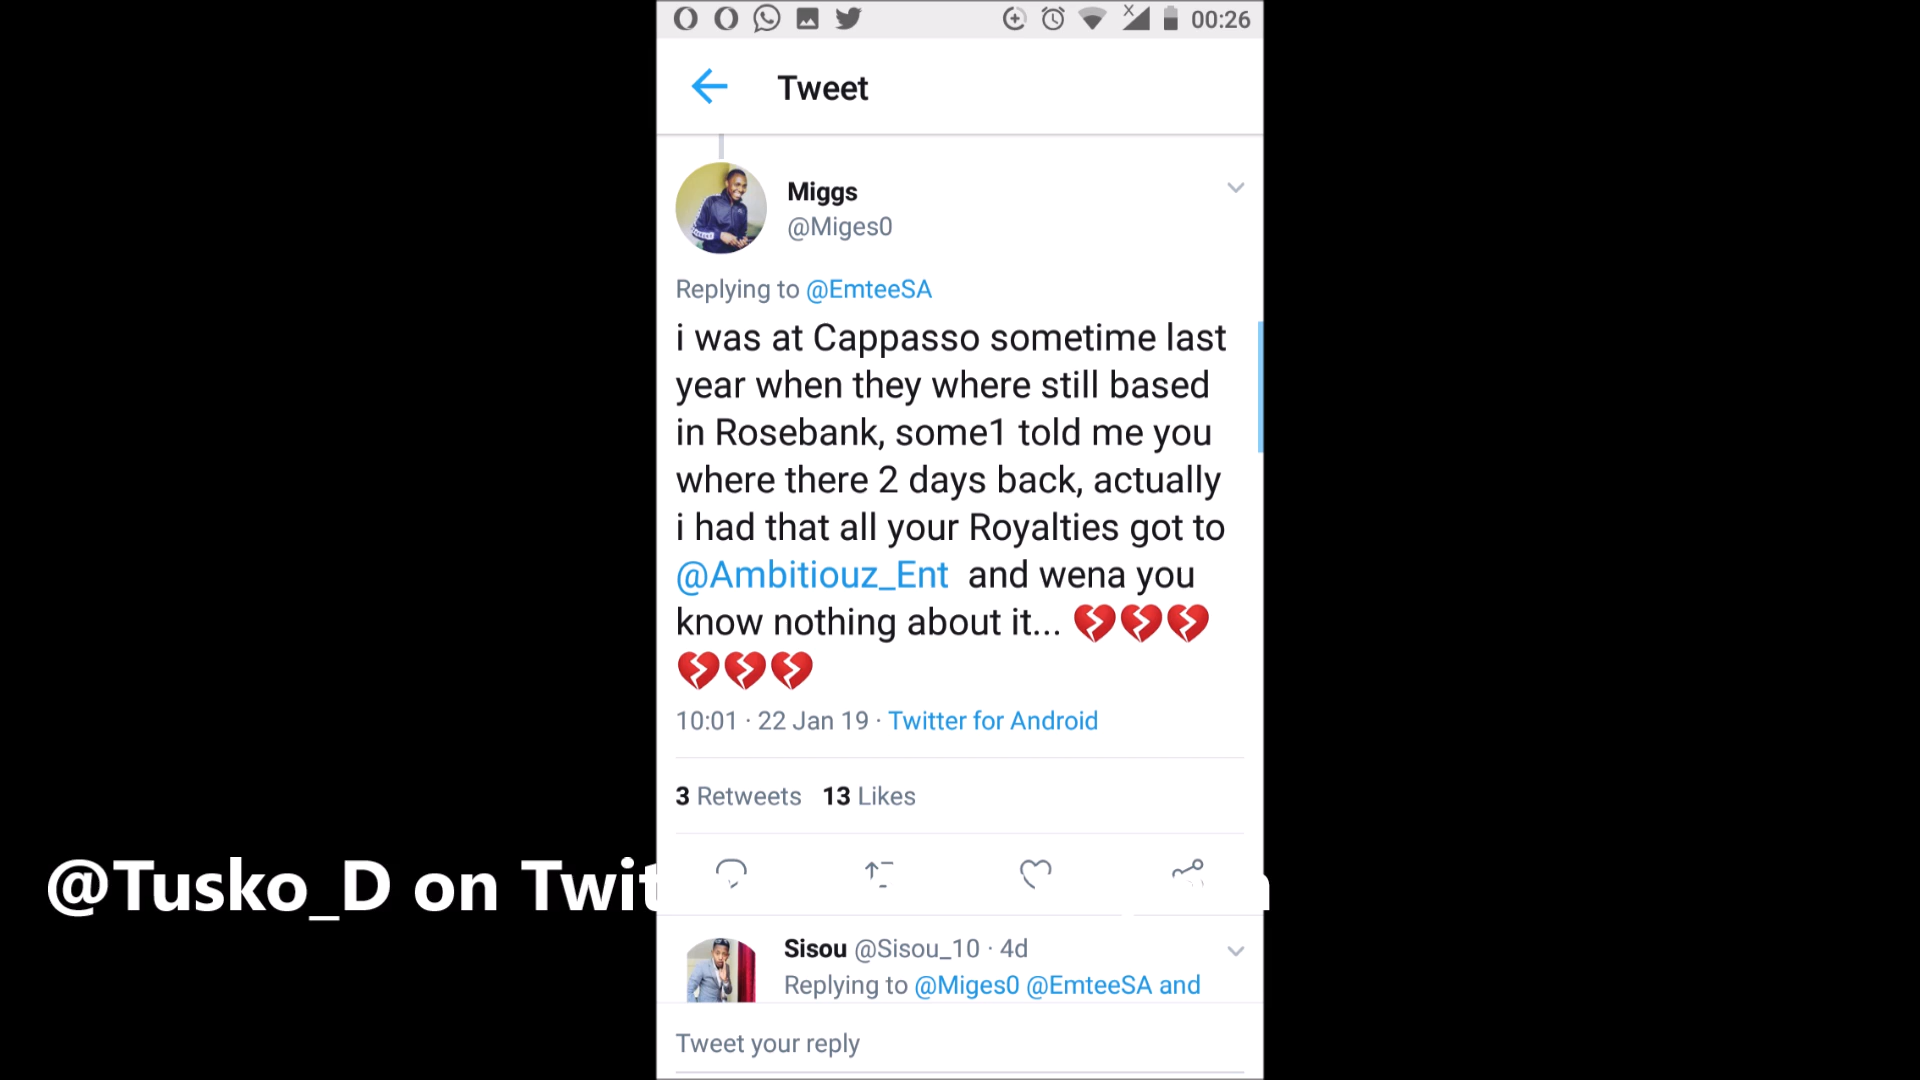 00:26
Tweet
Miggs
@Miges0
Replying to @EmteeSA
i was at Cappasso sometime last
year when they where still based
in Rosebank, some1 told me you
where there 2 days back, actually
i had that all your Royalties got to
@Ambitiouz_Ent and wena you
know nothing about it... 💔💔💔
💔💔💔
10:01 · 22 Jan 19 · Twitter for Android
3 Retweets 13 Likes
@Tusko_D on
Sisou @Sisou_10 · 4d
Replying to @Miges0 @EmteeSA and
Tweet your reply